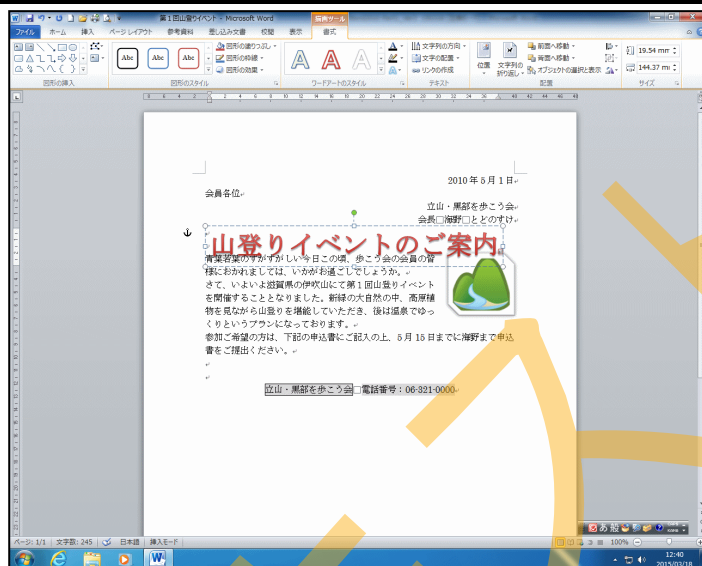 第1回山登りイベント - Microsoft Word
描画ツール
ファイル ホーム 挿入 ページ レイアウト 参考資料 差し込み文書 校閲 表示 書式
Abc Abc Abc
図形の塗りつぶし
図形の枠線
図形の効果
A A A
文字列の方向
文字の配置
リンクの作成
位置
文字列の折り返し
前面へ移動
背面へ移動
オブジェクトの選択と表示
19.54 mm
144.37 mm
図形の挿入 図形のスタイル ワードアートのスタイル テキスト 配置 サイズ
2010年5月1日
会員各位
立山・黒部を歩こう会
会長□海野□とどのすけ
山登りイベントのご案内
青葉若葉のすがすがしい今日この頃、歩こう会の会員の皆
様におかれましては、いかがお過ごしでしょうか。
さて、いよいよ滋賀県の伊吹山にて第1回山登りイベント
を開催することとなりました。新緑の大自然の中、高原植
物を見ながら山登りを堪能していただき、後は温泉でゆっ
くりというプランになっております。
参加ご希望の方は、下記の申込書にご記入の上、5月15日までに海野まで申込
書をご提出ください。
立山・黒部を歩こう会□電話番号:06-321-0000
あ 般
ページ: 1/1 文字数: 245 日本語 挿入モード 100%
12:40
2015/03/18